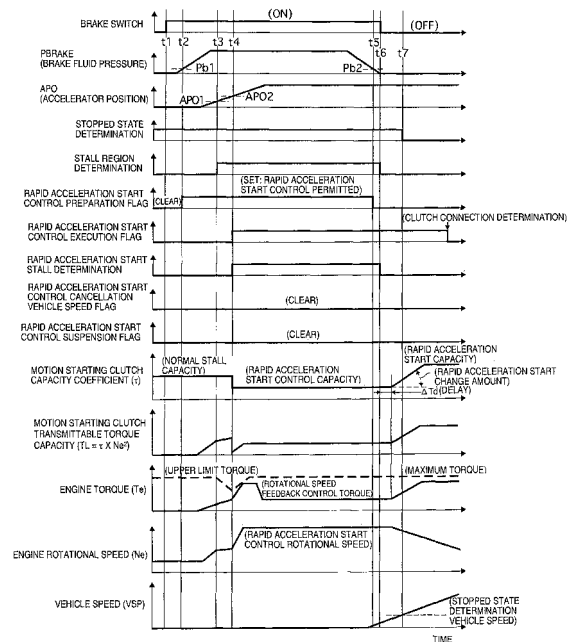 BRAKE SWITCH
(ON)
(OFF)
t1 t2 t3 t4 t5 t6 t7
PBRAKE
(BRAKE FLUID PRESSURE)
Pb1
Pb2
APO
(ACCELERATOR POSITION)
APO1
APO2
STOPPED STATE
DETERMINATION
STALL REGION
DETERMINATION
RAPID ACCELERATION START
CONTROL PREPARATION FLAG
(CLEAR)
(SET: RAPID ACCELERATION
START CONTROL PERMITTED)
RAPID ACCELERATION START
CONTROL EXECUTION FLAG
(CLUTCH CONNECTION DETERMINATION)
RAPID ACCELERATION START
STALL DETERMINATION
RAPID ACCELERATION START
CONTROL CANCELLATION
VEHICLE SPEED FLAG
(CLEAR)
RAPID ACCELERATION START
CONTROL SUSPENSION FLAG
(CLEAR)
MOTION STARTING CLUTCH
CAPACITY COEFFICIENT (τ)
(NORMAL STALL
CAPACITY)
(RAPID ACCELERATION
START CONTROL CAPACITY)
(RAPID ACCELERATION
START CAPACITY)
(RAPID ACCELERATION START
CHANGE AMOUNT)
ΔTd(DELAY)
MOTION STARTING CLUTCH
TRANSMITTABLE TORQUE
CAPACITY (TL = τ X Ne²)
ENGINE TORQUE (Te)
(UPPER LIMIT TORQUE)
(ROTATIONAL SPEED
FEEDBACK CONTROL TORQUE)
(MAXIMUM TORQUE)
ENGINE ROTATIONAL SPEED (Ne)
(RAPID ACCELERATION START
CONTROL ROTATIONAL SPEED)
VEHICLE SPEED (VSP)
(STOPPED STATE
DETERMINATION
VEHICLE SPEED)
TIME